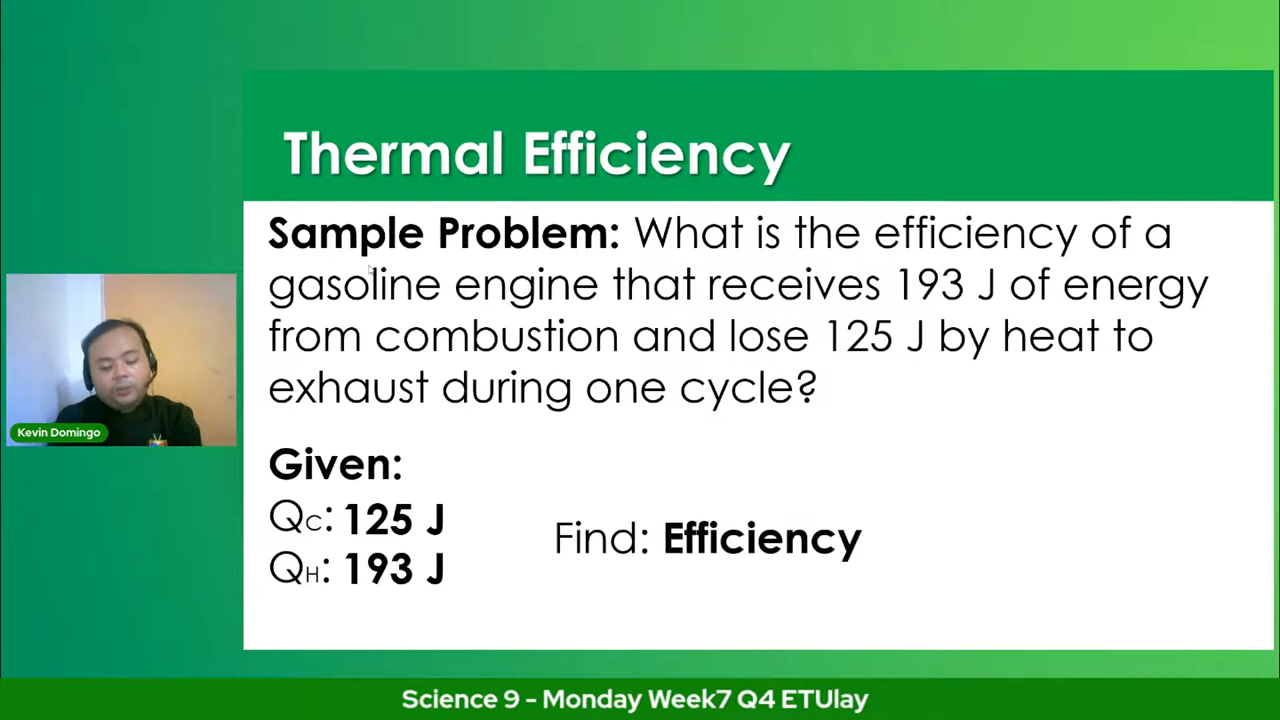 Thermal Efficiency
Sample Problem: What is the efficiency of a
gasoline engine that receives 193 J of energy
from combustion and lose 125 J by heat to
exhaust during one cycle?
Given:
QC: 125 J
QH: 193 J
Find: Efficiency
Kevin Domingo
Science 9 - Monday Week7 Q4 ETUlay